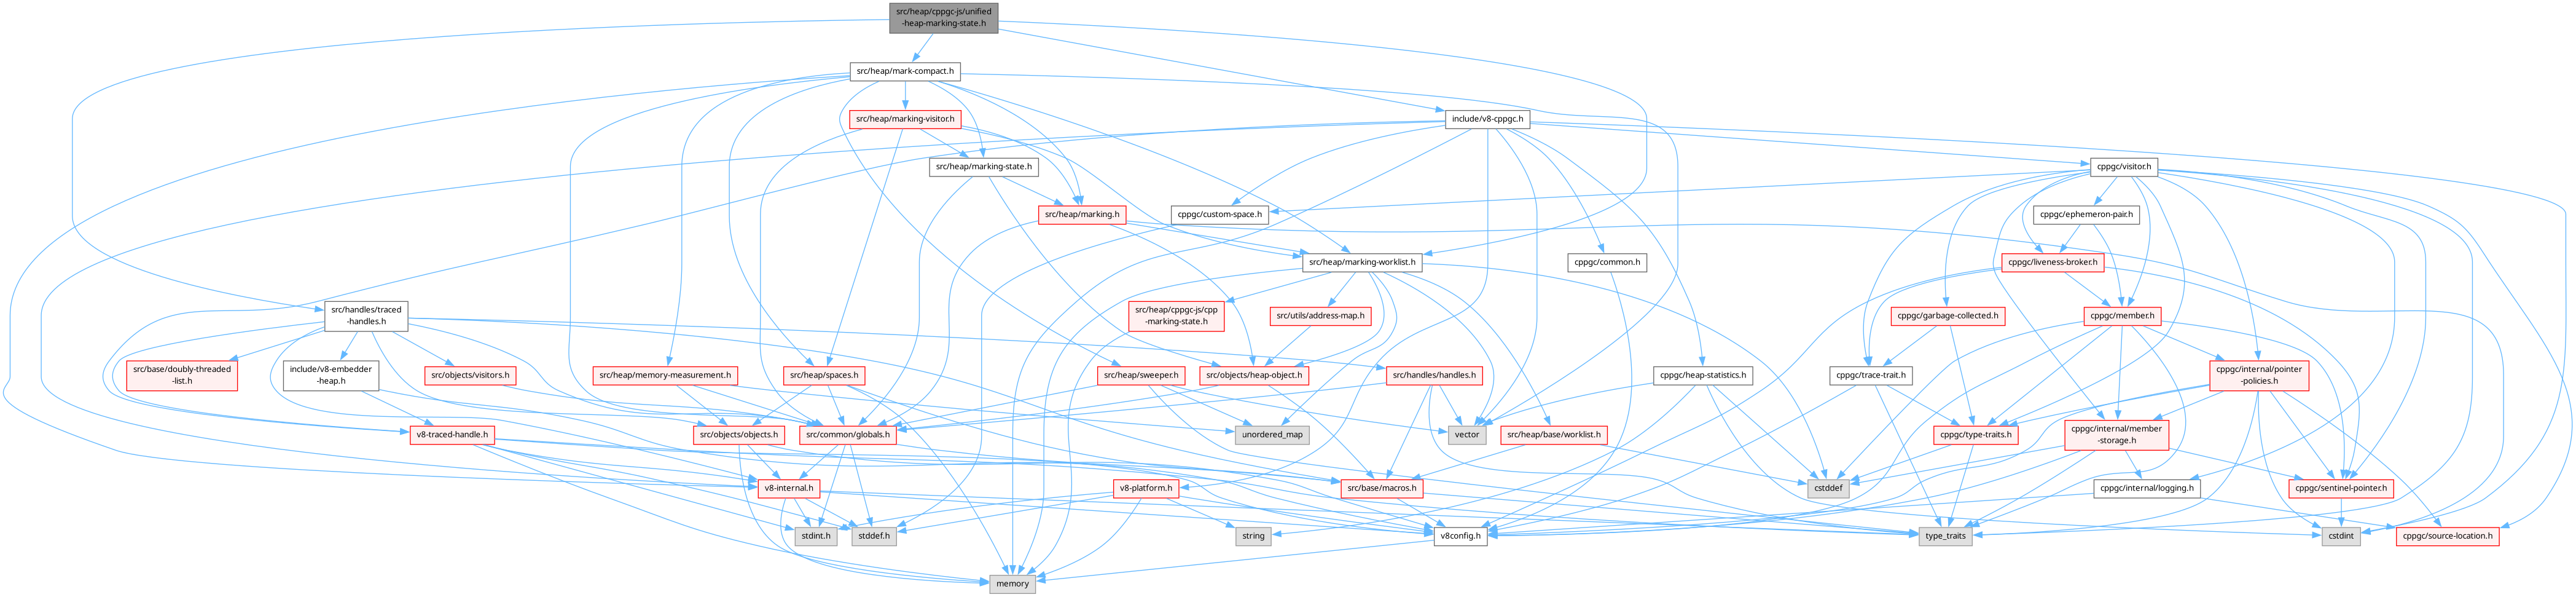 src/heap/cppgc-js/unified
-heap-marking-state.h
src/heap/mark-compact.h
src/heap/marking-visitor.h
include/v8-cppgc.h
src/heap/marking-state.h
cppgc/visitor.h
src/heap/marking.h
cppgc/custom-space.h
cppgc/ephemeron-pair.h
src/heap/marking-worklist.h
cppgc/common.h
cppgc/liveness-broker.h
src/handles/traced
-handles.h
src/heap/cppgc-js/cpp
-marking-state.h
src/utils/address-map.h
cppgc/garbage-collected.h
cppgc/member.h
src/base/doubly-threaded
-list.h
include/v8-embedder
-heap.h
src/objects/visitors.h
src/heap/memory-measurement.h
src/heap/spaces.h
src/heap/sweeper.h
src/objects/heap-object.h
src/handles/handles.h
cppgc/heap-statistics.h
cppgc/trace-trait.h
cppgc/internal/pointer
-policies.h
v8-traced-handle.h
src/objects/objects.h
src/common/globals.h
unordered_map
vector
src/heap/base/worklist.h
cppgc/type-traits.h
cppgc/internal/member
-storage.h
v8-internal.h
v8-platform.h
src/base/macros.h
cstddef
cppgc/internal/logging.h
cppgc/sentinel-pointer.h
stdint.h
stddef.h
string
v8config.h
type_traits
cstdint
cppgc/source-location.h
memory